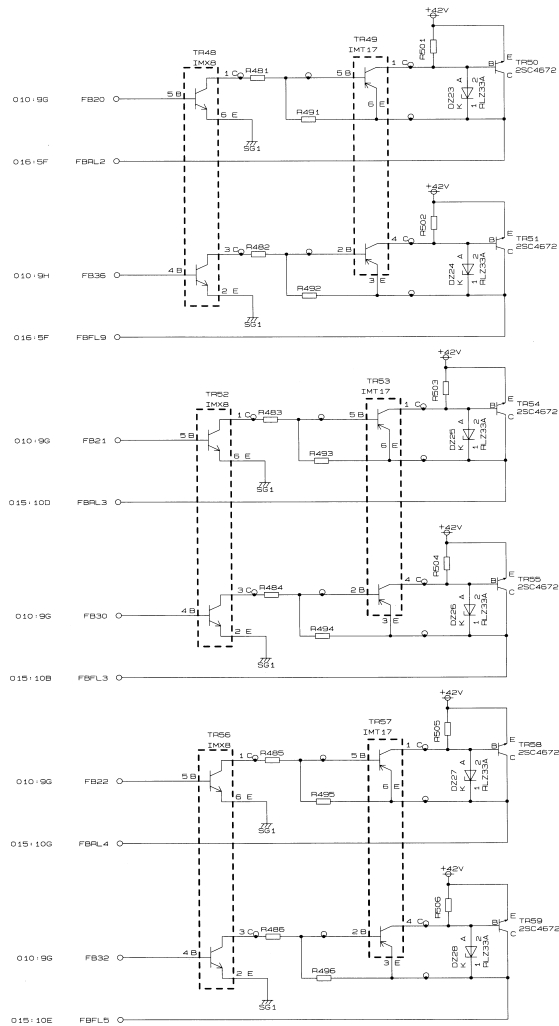 +42V
TR48
IMX8
TR49
IMT17
R501
TR50
2SC4672
E
B
C
1 C
R481
5 B
1 C
DZ23
A
K
2
1
RLZ33A
010:9G FB20
5 B
6 E
R491
6 E
SG1
016:5F FBRL2
+42V
R502
TR51
2SC4672
E
B
C
3 C
R482
2 B
4 C
DZ24
A
K
2
1
RLZ33A
010:9H FB36
4 B
2 E
R492
3 E
SG1
016:5F FBFL9
+42V
TR52
IMX8
TR53
IMT17
R503
TR54
2SC4672
E
B
C
1 C
R483
5 B
1 C
DZ25
A
K
2
1
RLZ33A
010:9G FB21
5 B
6 E
R493
6 E
SG1
015:10D FBRL3
+42V
R504
TR55
2SC4672
E
B
C
3 C
R484
2 B
4 C
DZ26
A
K
2
1
RLZ33A
010:9G FB30
4 B
2 E
R494
3 E
SG1
015:10B FBFL3
+42V
TR56
IMX8
TR57
IMT17
R505
TR58
2SC4672
E
B
C
1 C
R485
5 B
1 C
DZ27
A
K
2
1
RLZ33A
010:9G FB22
5 B
6 E
R495
6 E
SG1
015:10G FBRL4
+42V
R506
TR59
2SC4672
E
B
C
3 C
R486
2 B
4 C
DZ28
A
K
2
1
RLZ33A
010:9G FB32
4 B
2 E
R496
3 E
SG1
015:10E FBFL5